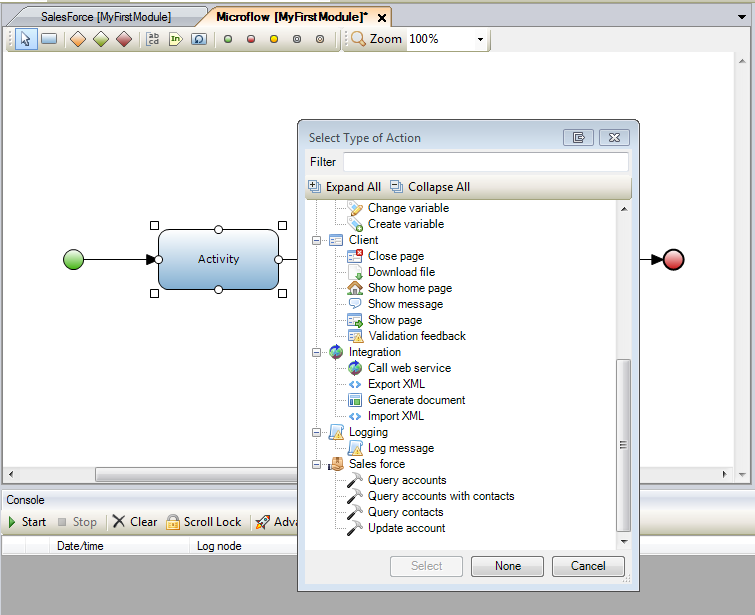 SalesForce [MyFirstModule]
Microflow [MyFirstModule]*
ab
cd
In
Zoom 100%
Select Type of Action
Filter
Expand All Collapse All
Change variable
Create variable
Client
Close page
Download file
Show home page
Show message
Show page
Validation feedback
Integration
Call web service
Export XML
Generate document
Import XML
Logging
Log message
Sales force
Query accounts
Query accounts with contacts
Query contacts
Update account
Select None Cancel
Activity
Console
Start Stop Clear Scroll Lock Adva
Date/time Log node